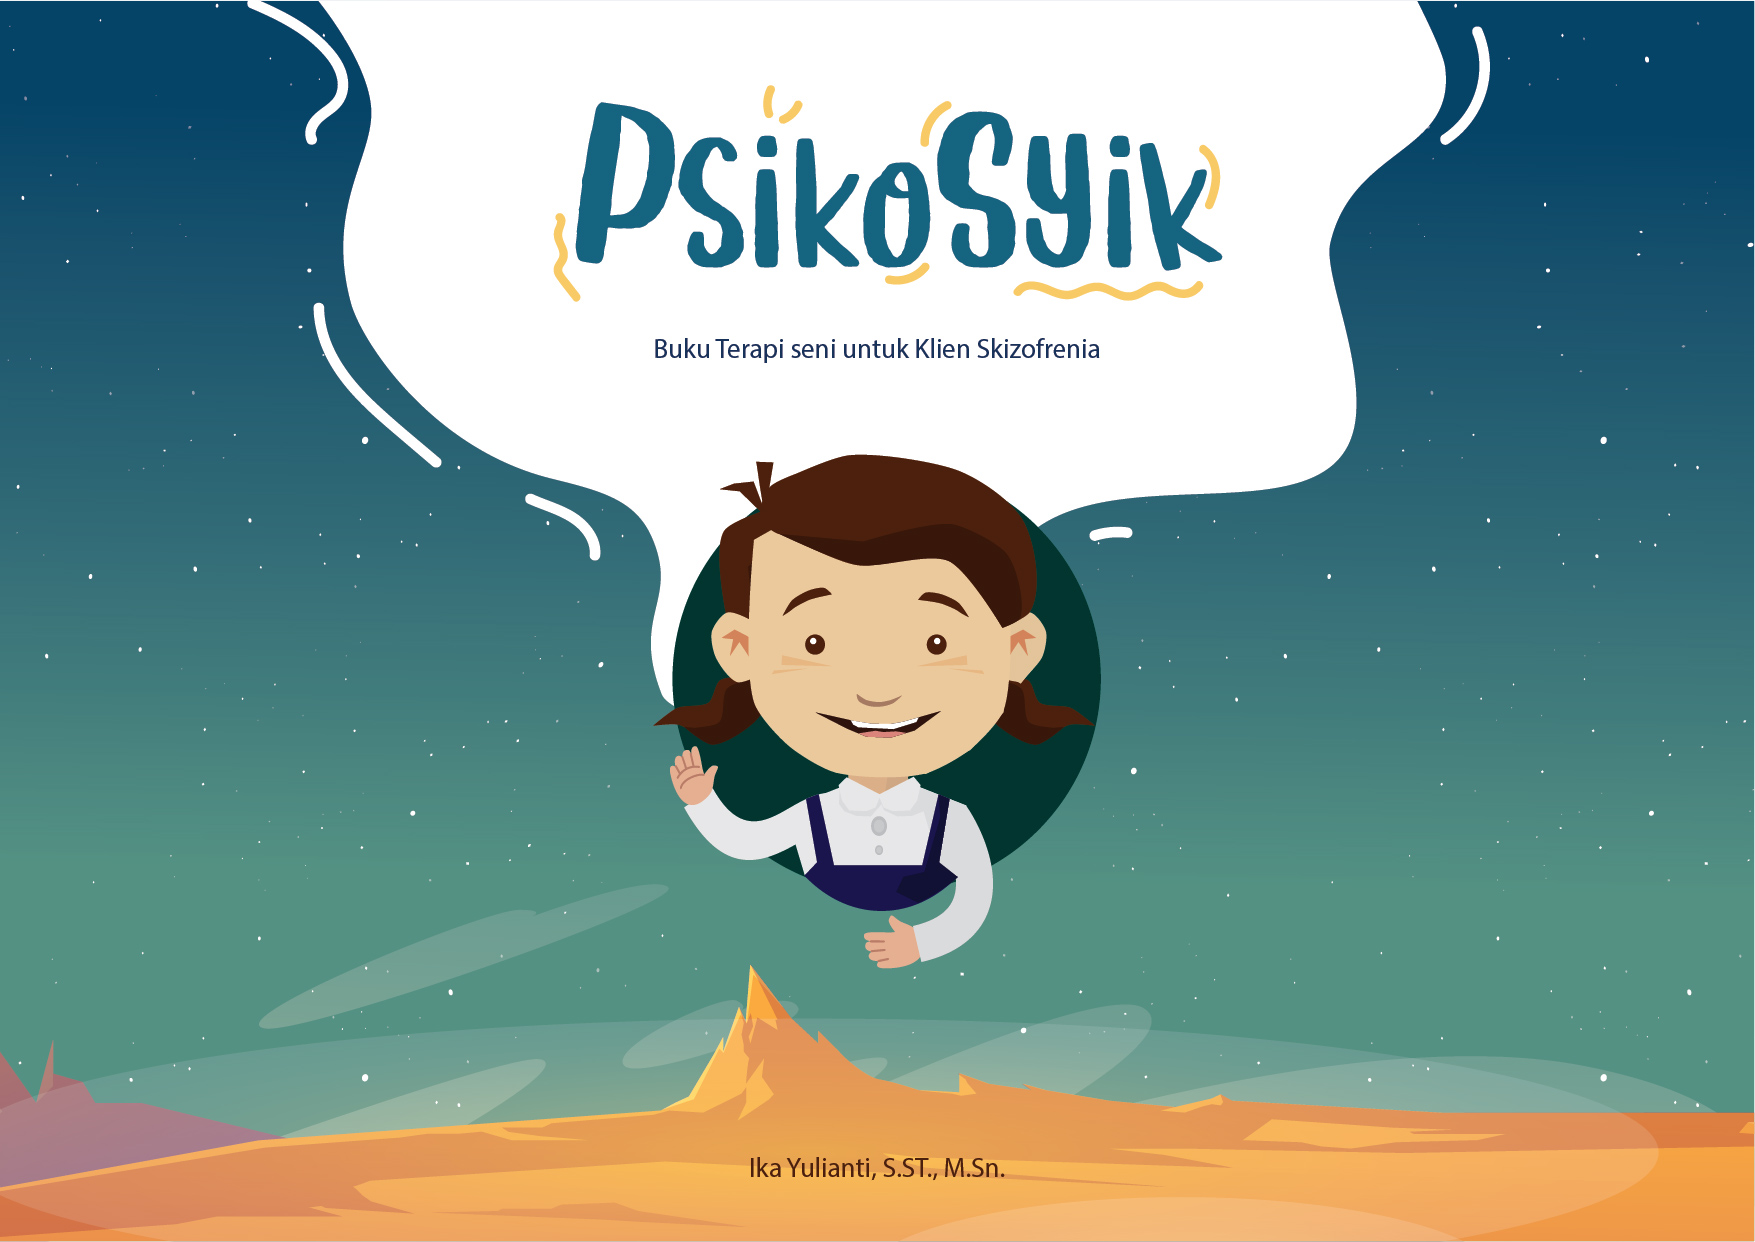 PsikoSyik
Buku Terapi seni untuk Klien Skizofrenia
Ika Yulianti, S.ST., M.Sn.